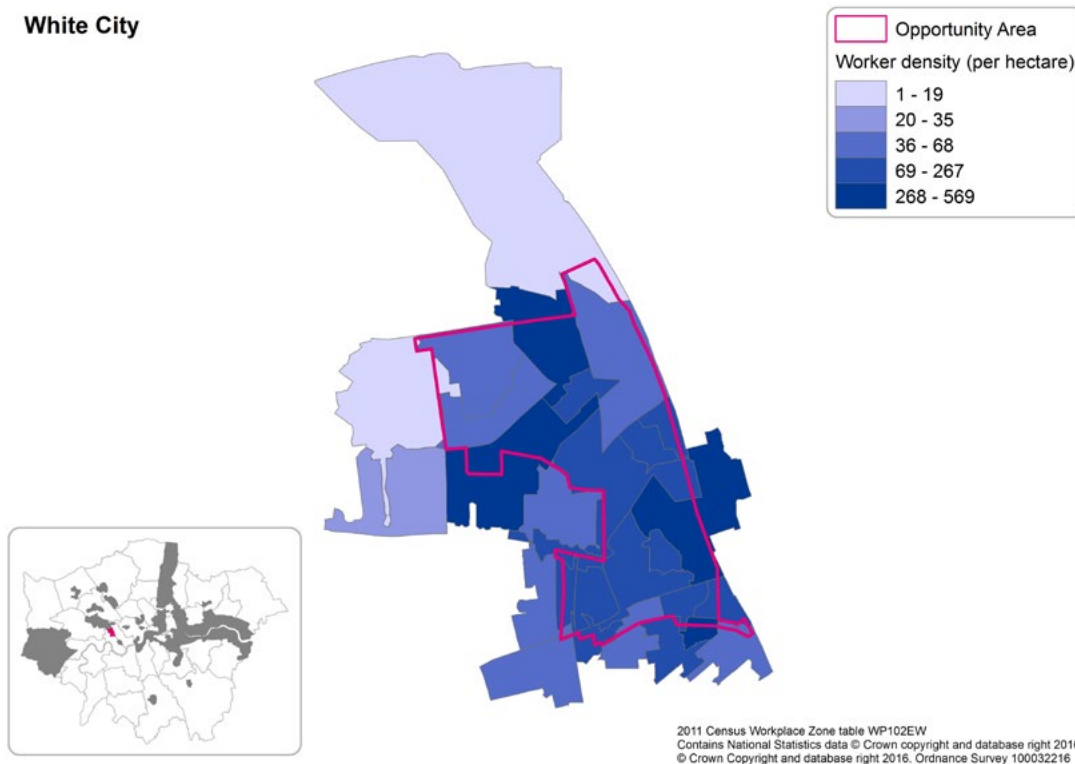 White City
Opportunity Area
Worker density (per hectare)
1 - 19
20 - 35
36 - 68
69 - 267
268 - 569
2011 Census Workplace Zone table WP102EW
Contains National Statistics data © Crown copyright and database right 2016
© Crown Copyright and database right 2016. Ordnance Survey 100032216